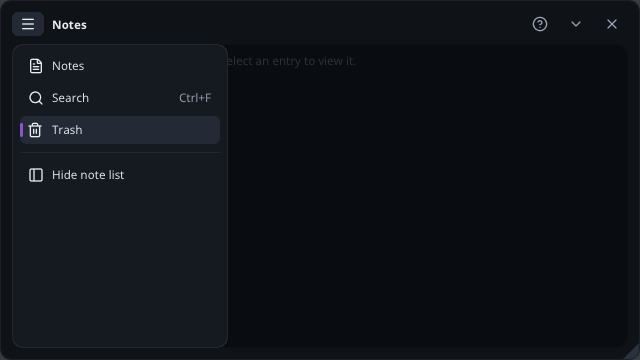 Notes
Notes
elect an entry to view it.
Search Ctrl+F
Trash
Hide note list